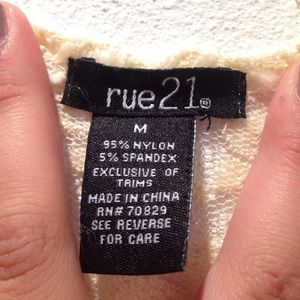 rue21®
M
95% NYLON
5% SPANDEX
EXCLUSIVE OF
TRIMS
MADE IN CHINA
RN# 70829
SEE REVERSE
FOR CARE